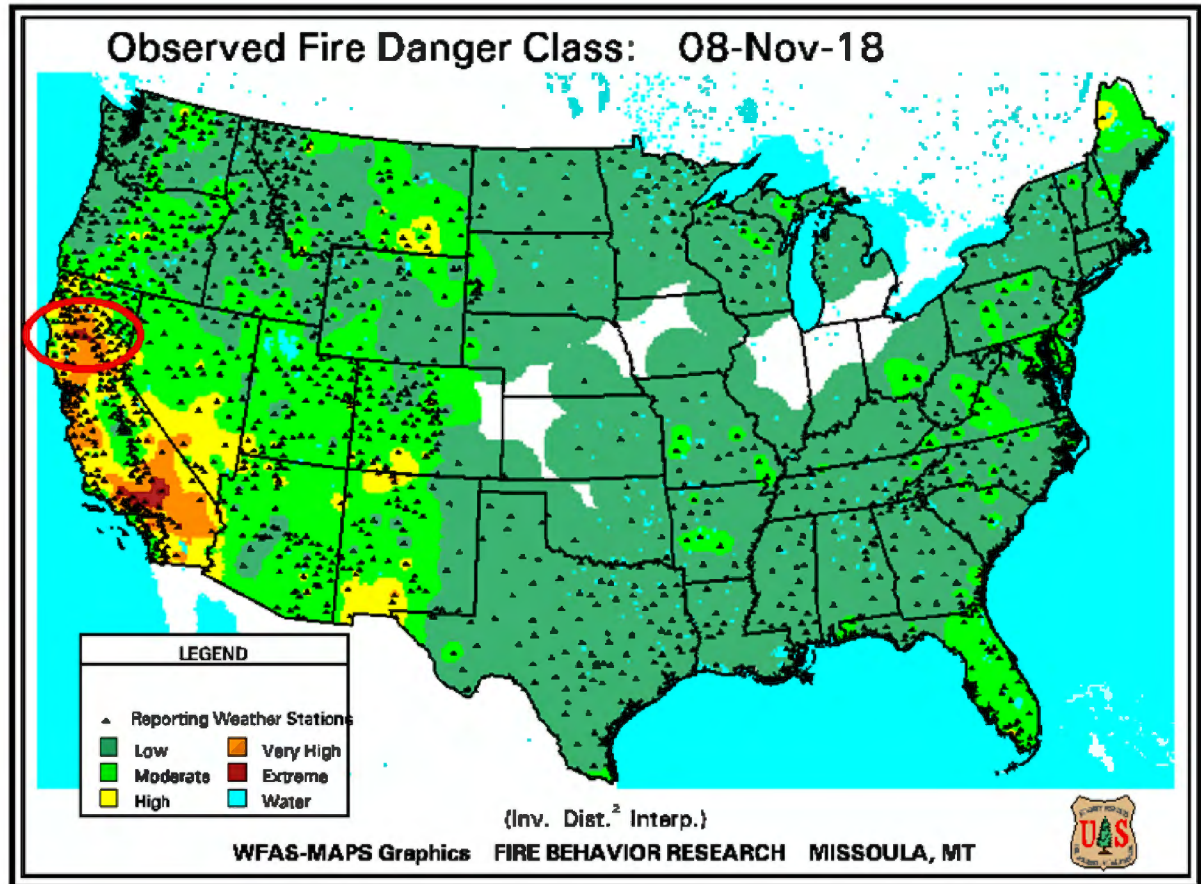 Observed Fire Danger Class: 08-Nov-18
LEGEND
Reporting Weather Stations
Low
Very High
Moderate
Extreme
High
Water
(Inv. Dist.² Interp.)
WFAS-MAPS Graphics FIRE BEHAVIOR RESEARCH MISSOULA, MT
US